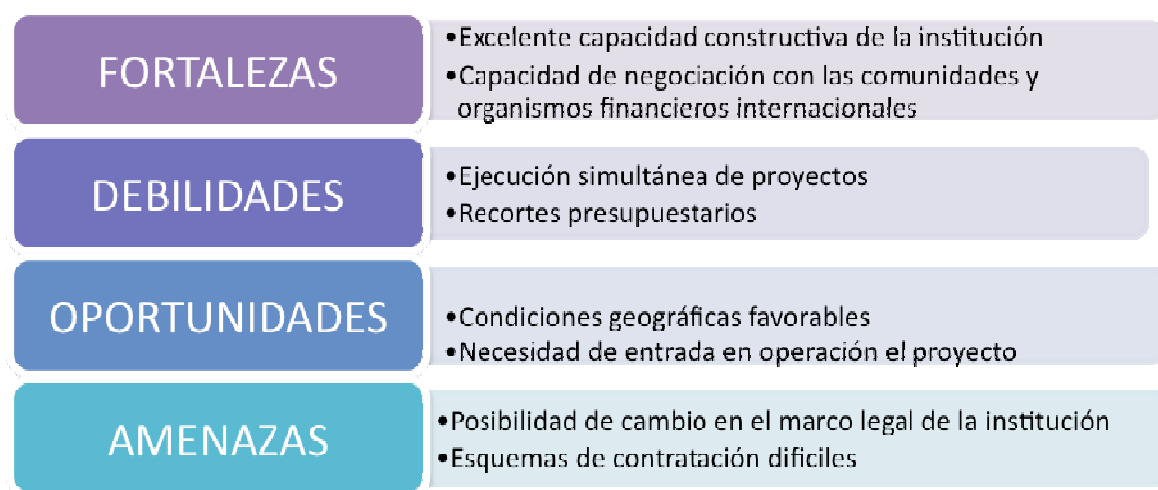 FORTALEZAS
•Excelente capacidad constructiva de la institución
•Capacidad de negociación con las comunidades y
organismos financieros internacionales
DEBILIDADES
•Ejecución simultánea de proyectos
•Recortes presupuestarios
OPORTUNIDADES
•Condiciones geográficas favorables
•Necesidad de entrada en operación el proyecto
AMENAZAS
•Posibilidad de cambio en el marco legal de la institución
•Esquemas de contratación dificiles